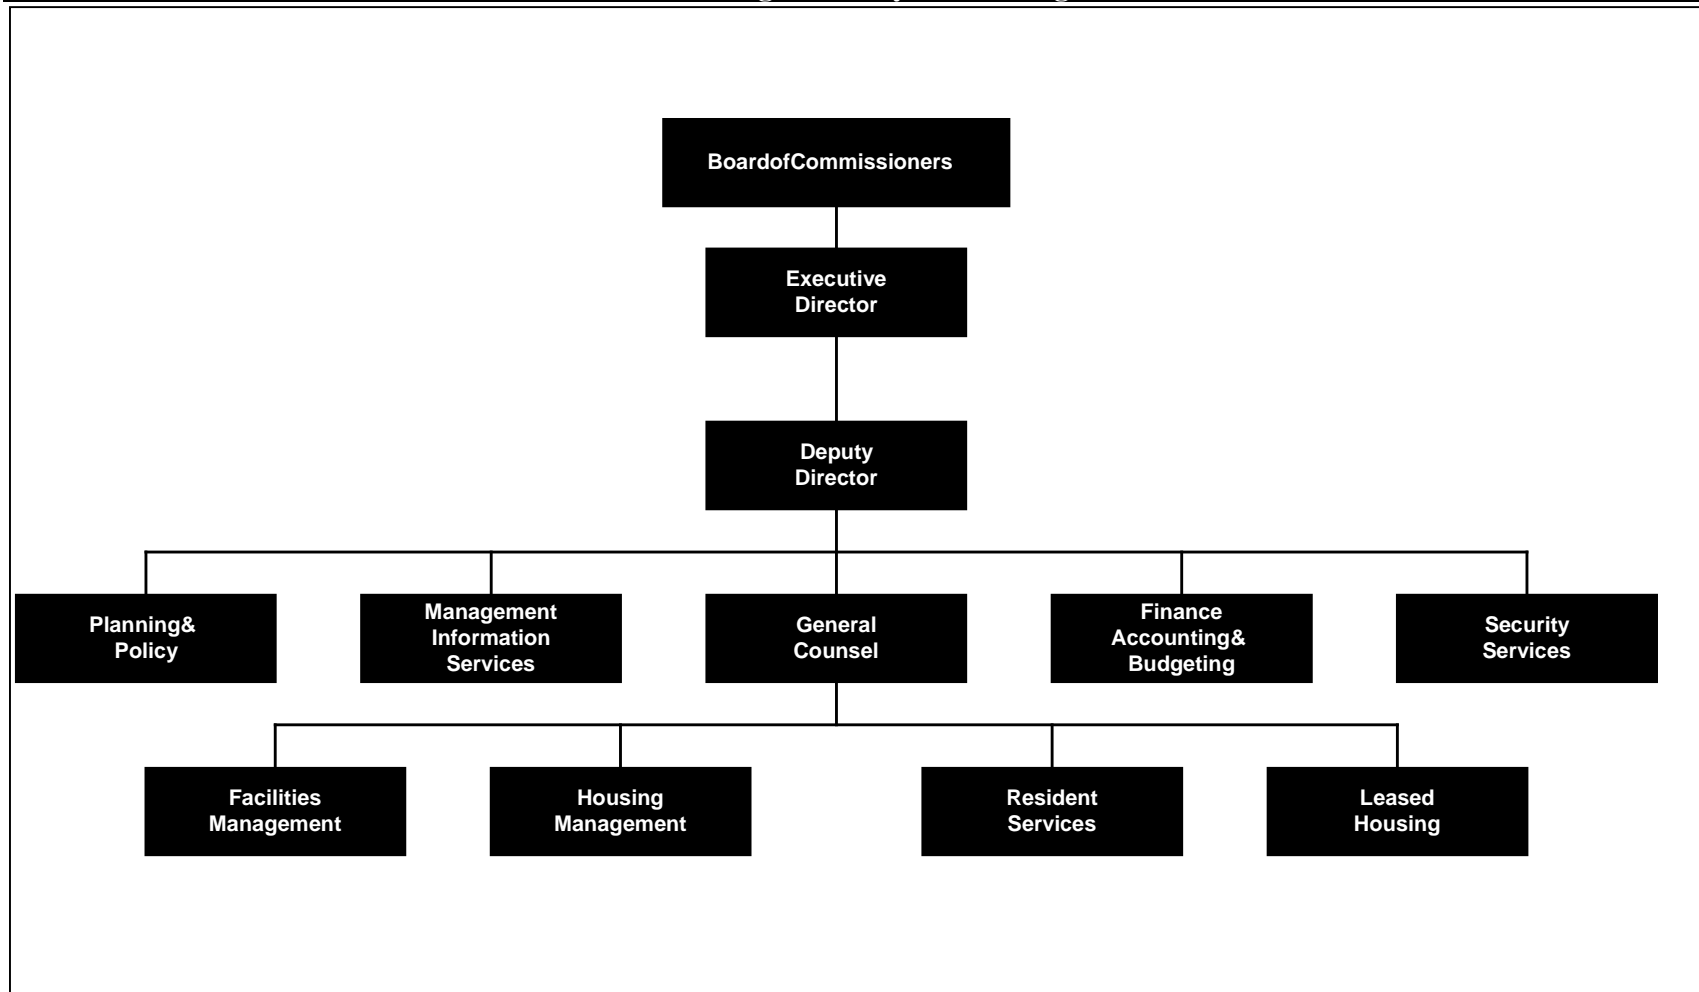 BoardofCommissioners
Executive
Director
Deputy
Director
Planning&
Policy
Management
Information
Services
General
Counsel
Finance
Accounting&
Budgeting
Security
Services
Facilities
Management
Housing
Management
Resident
Services
Leased
Housing